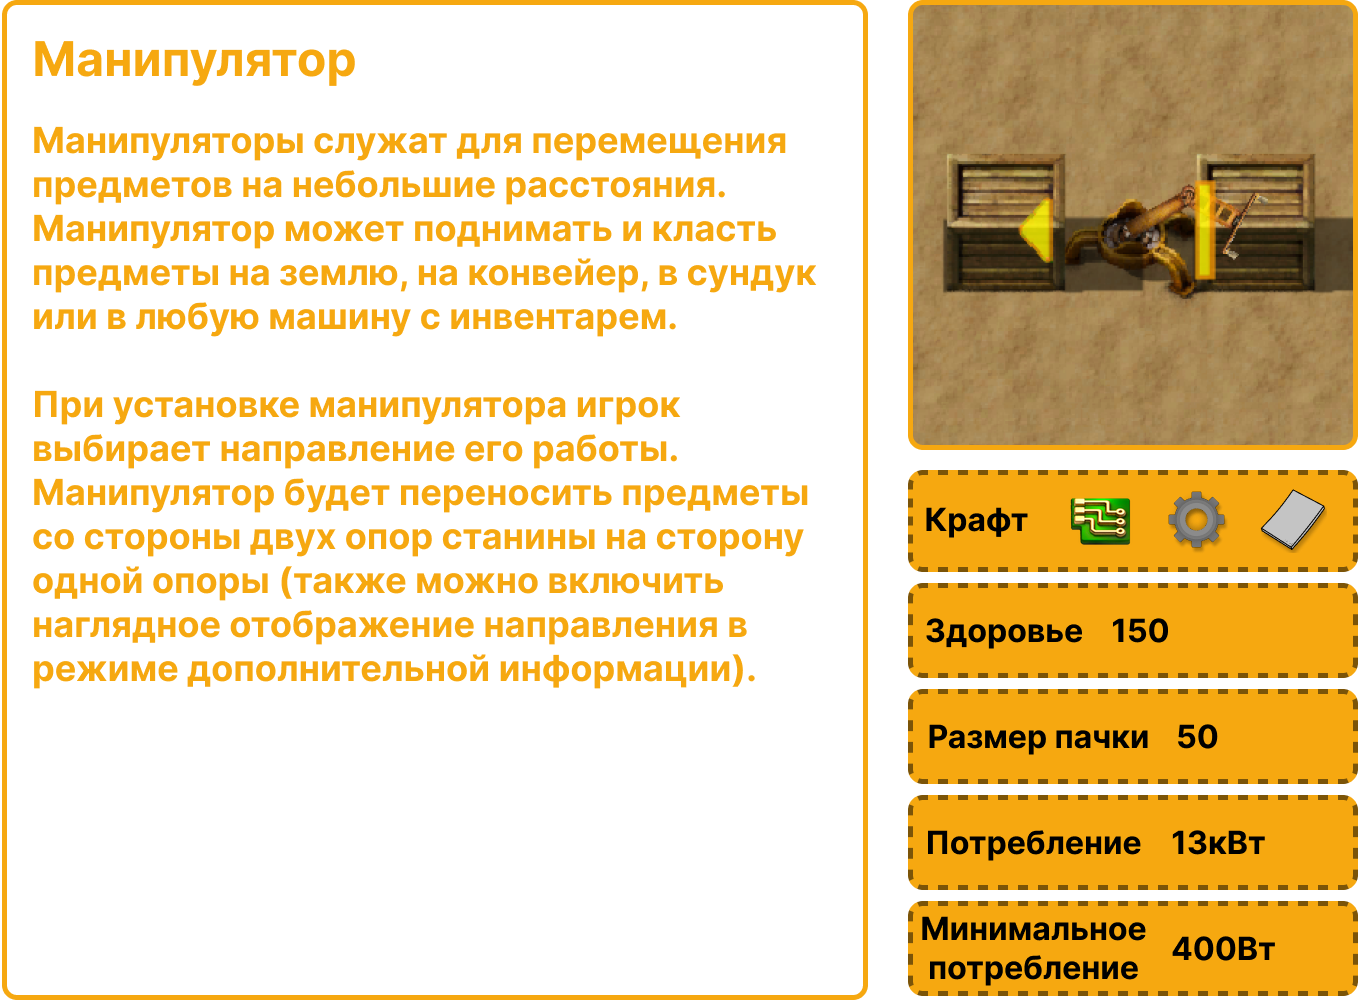 Манипулятор
Манипуляторы служат для перемещения
предметов на небольшие расстояния.
Манипулятор может поднимать и класть
предметы на землю, на конвейер, в сундук
или в любую машину с инвентарем.
При установке манипулятора игрок
выбирает направление его работы.
Манипулятор будет переносить предметы
со стороны двух опор станины на сторону
одной опоры (также можно включить
наглядное отображение направления в
режиме дополнительной информации).
Крафт
Здоровье 150
Размер пачки 50
Потребление 13кВт
Минимальное
потребление 400Вт